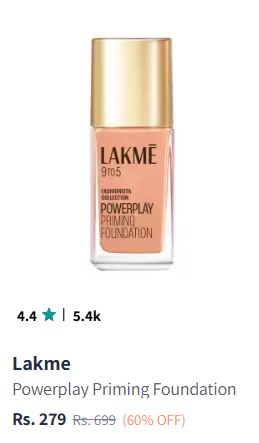 LAKMĒ
9to5
FASHIONISTA
COLLECTION
POWERPLAY
PRIMING
FOUNDATION
4.4 ★ | 5.4k
Lakme
Powerplay Priming Foundation
Rs. 279 Rs. 699 (60% OFF)